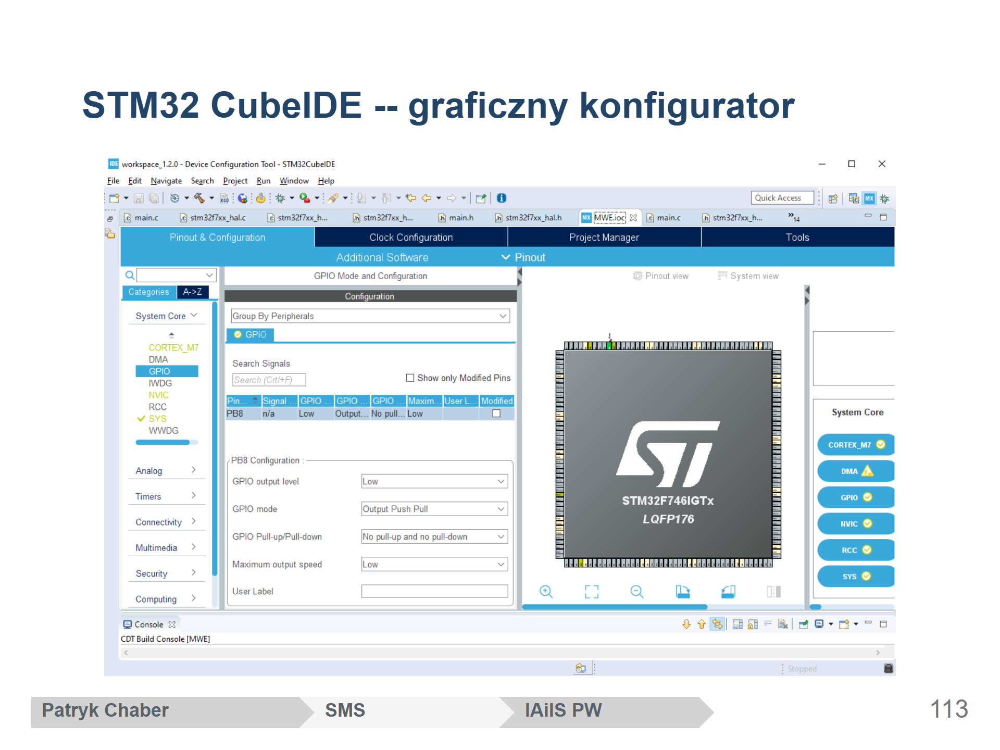 STM32 CubeIDE -- graficzny konfigurator
IDE workspace_1.2.0 - Device Configuration Tool - STM32CubeIDE
File Edit Navigate Search Project Run Window Help
010
Quick Access
MX
main.c stm32f7xx_hal.c stm32f7xx_h... stm32f7xx_h... main.h stm32f7xx_hal.h MX MWE.ioc main.c stm32f7xx_h... »14
Pinout & Configuration Clock Configuration Project Manager Tools
Additional Software Pinout
GPIO Mode and Configuration
Pinout view System view
Categories A->Z
Configuration
System Core
Group By Peripherals
GPIO
CORTEX_M7
DMA
GPIO
IWDG
NVIC
RCC
SYS
WWDG
Search Signals
Search (Crtl+F)
Show only Modified Pins
Pin... Signal ... GPIO ... GPIO ... GPIO ... Maxim... User L... Modified
PB8 n/a Low Output... No pull... Low
Analog
Timers
Connectivity
Multimedia
Security
Computing
PB8 Configuration :
GPIO output level Low
GPIO mode Output Push Pull
GPIO Pull-up/Pull-down No pull-up and no pull-down
Maximum output speed Low
User Label
ST
STM32F746IGTx
LQFP176
System Core
CORTEX_M7
DMA
GPIO
NVIC
RCC
SYS
Console
CDT Build Console [MWE]
Stopped
Patryk Chaber SMS IAiIS PW 113